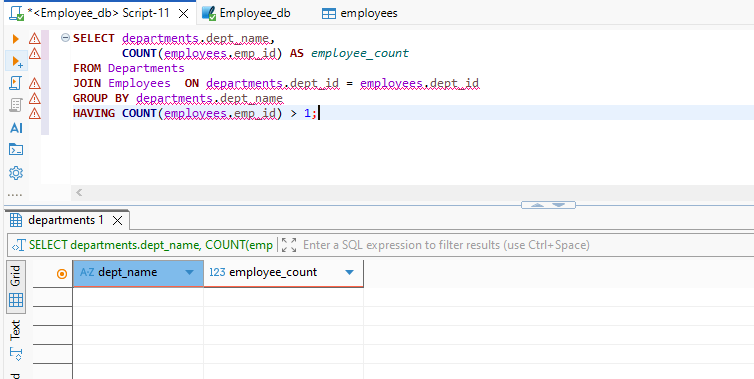 *<Employee_db> Script-11
Employee_db
employees
SELECT departments.dept_name,
COUNT(employees.emp_id) AS employee_count
FROM Departments
JOIN Employees  ON departments.dept_id = employees.dept_id
GROUP BY departments.dept_name
HAVING COUNT(employees.emp_id) > 1;
AI
departments 1
SELECT departments.dept_name, COUNT(emp
Enter a SQL expression to filter results (use Ctrl+Space)
Grid
A-Z dept_name
123 employee_count
Text